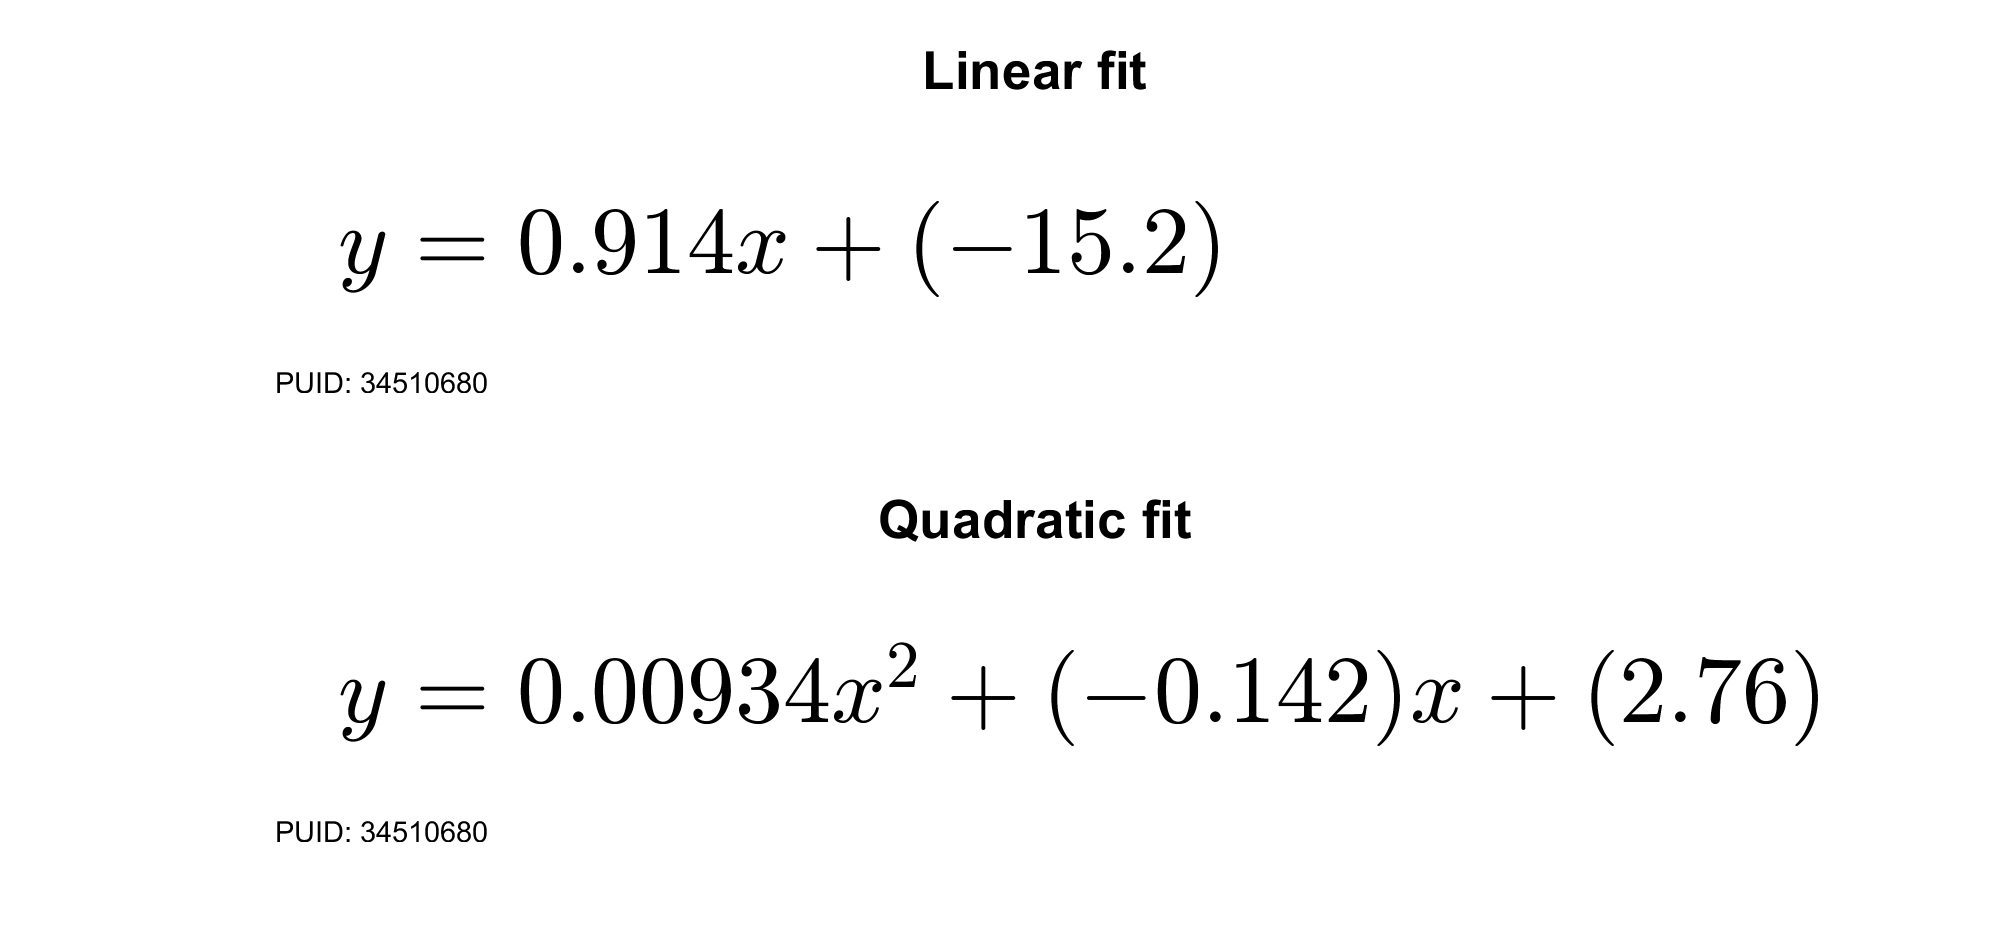 Linear fit
y = 0.914x + (−15.2)
PUID: 34510680
Quadratic fit
y = 0.00934x² + (−0.142)x + (2.76)
PUID: 34510680